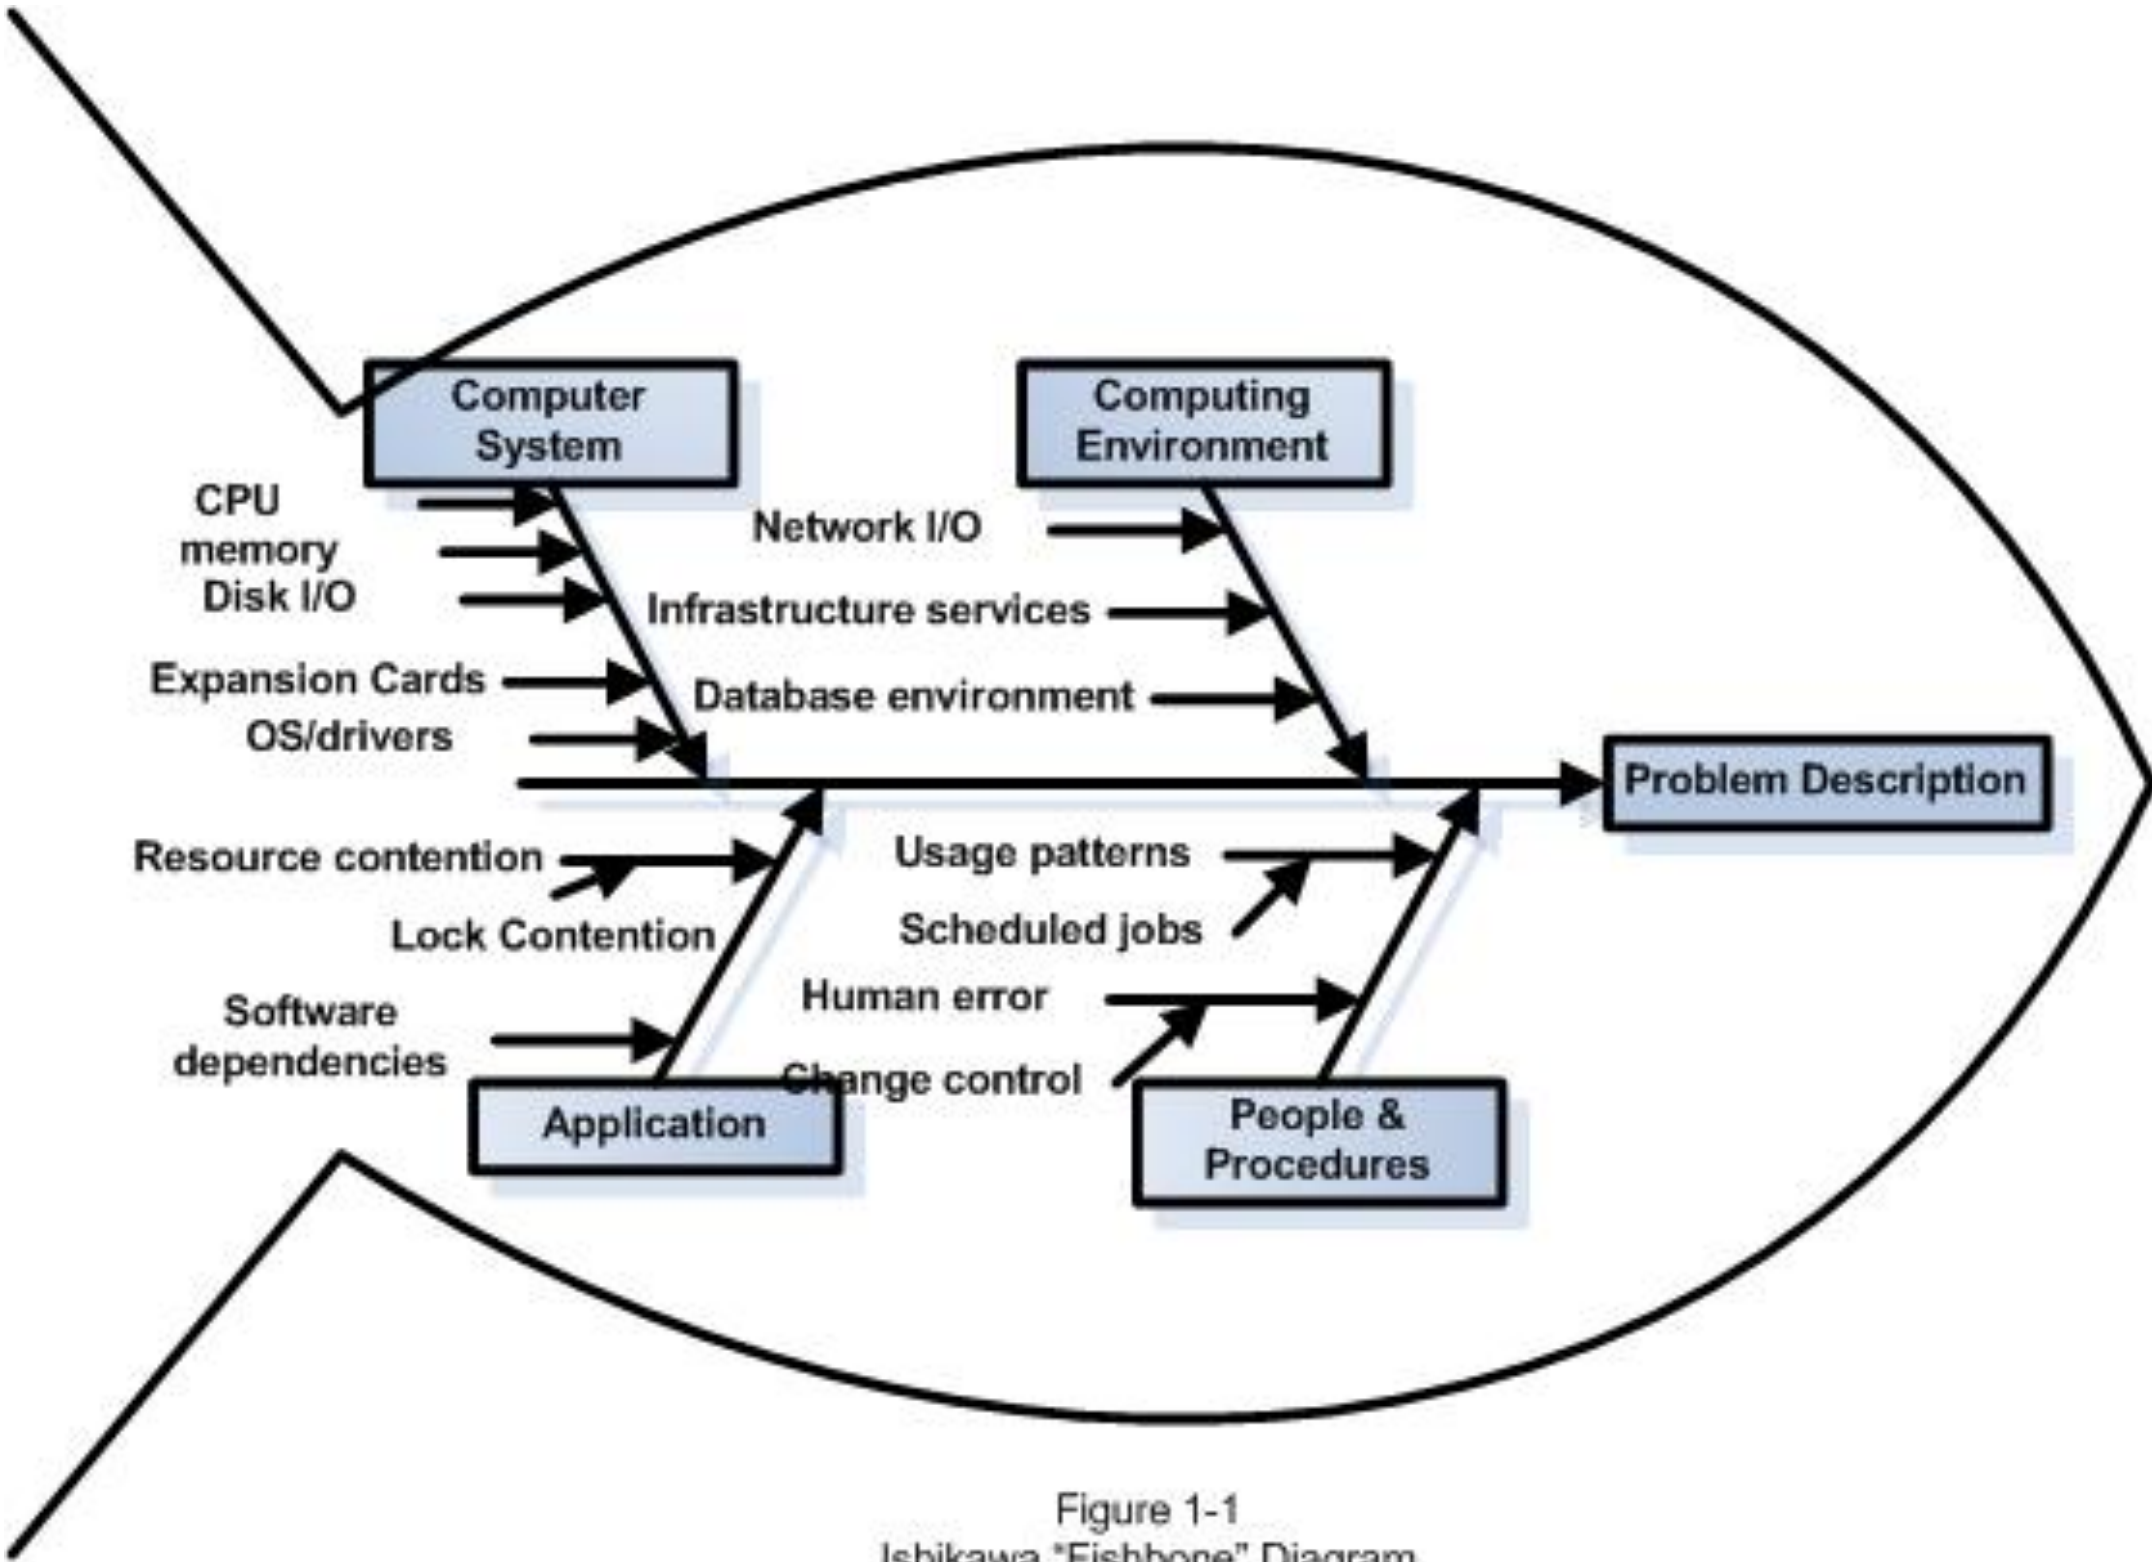 Computer
System
Computing
Environment
CPU
memory
Disk I/O
Expansion Cards
OS/drivers
Network I/O
Infrastructure services
Database environment
Problem Description
Resource contention
Lock Contention
Software
dependencies
Application
Usage patterns
Scheduled jobs
Human error
Change control
People &
Procedures
Figure 1-1
Ishikawa "Fishbone" Diagram